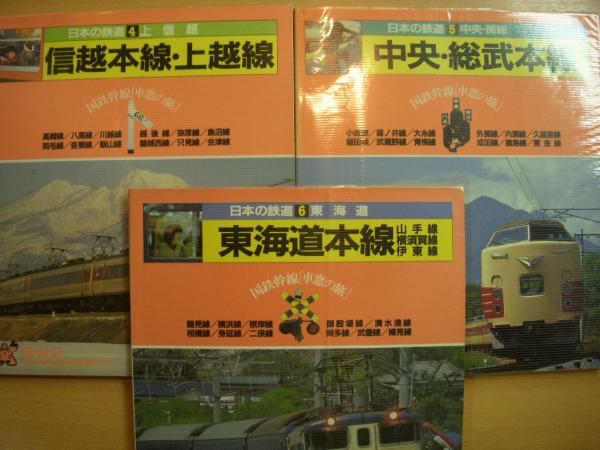 日本の鉄道4上信越
信越本線・上越線
国鉄幹線「車窓の旅」
高崎線/八高線/川越線
両毛線/吾妻線/飯山線
越後線/弥彦線/魚沼線
磐越西線/只見線/会津線
日本の鉄道5中央・総武
中央・総武本線
国鉄幹線「車窓の旅」
小海線/篠ノ井線/大糸線
飯田線/武蔵野線/青梅線
外房線/内房線/久留里線
成田線/鹿島線/東金線
日本の鉄道6東海道
東海道本線
山手線
横須賀線
伊東線
国鉄幹線「車窓の旅」
鶴見線/横浜線/根岸線
相模線/身延線/二俣線
御殿場線/清水港線
岡多線/武豊線/樽見線